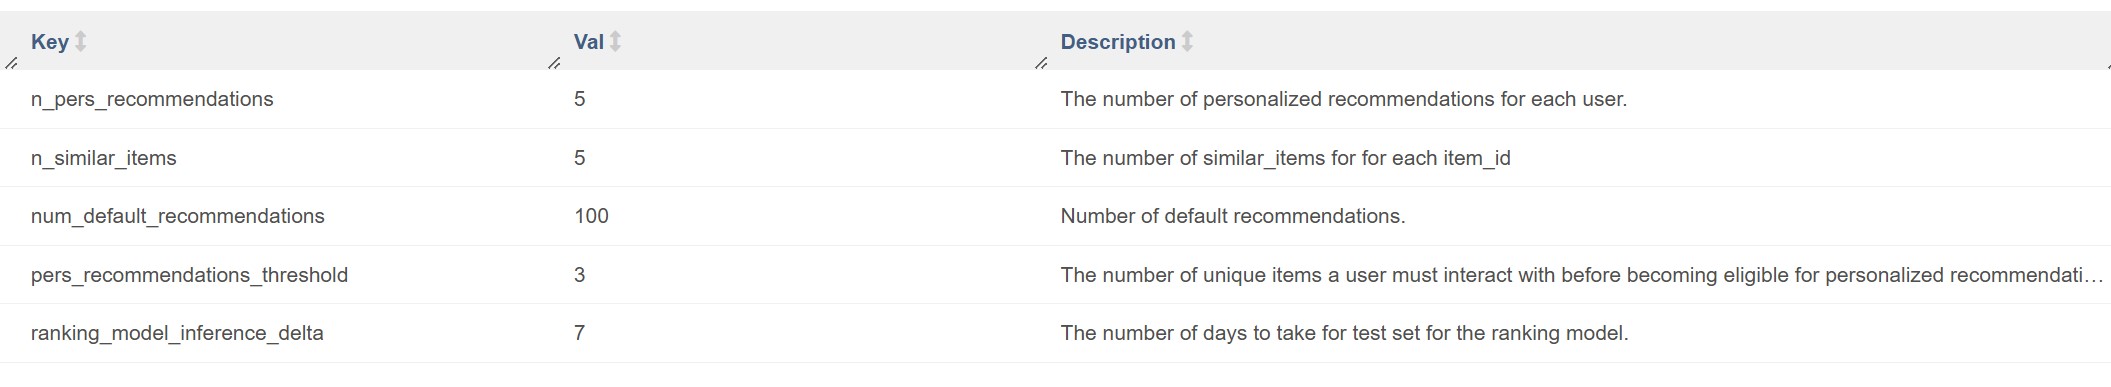 Key Val Description
n_pers_recommendations 5 The number of personalized recommendations for each user.
n_similar_items 5 The number of similar_items for for each item_id
num_default_recommendations 100 Number of default recommendations.
pers_recommendations_threshold 3 The number of unique items a user must interact with before becoming eligible for personalized recommendati…
ranking_model_inference_delta 7 The number of days to take for test set for the ranking model.